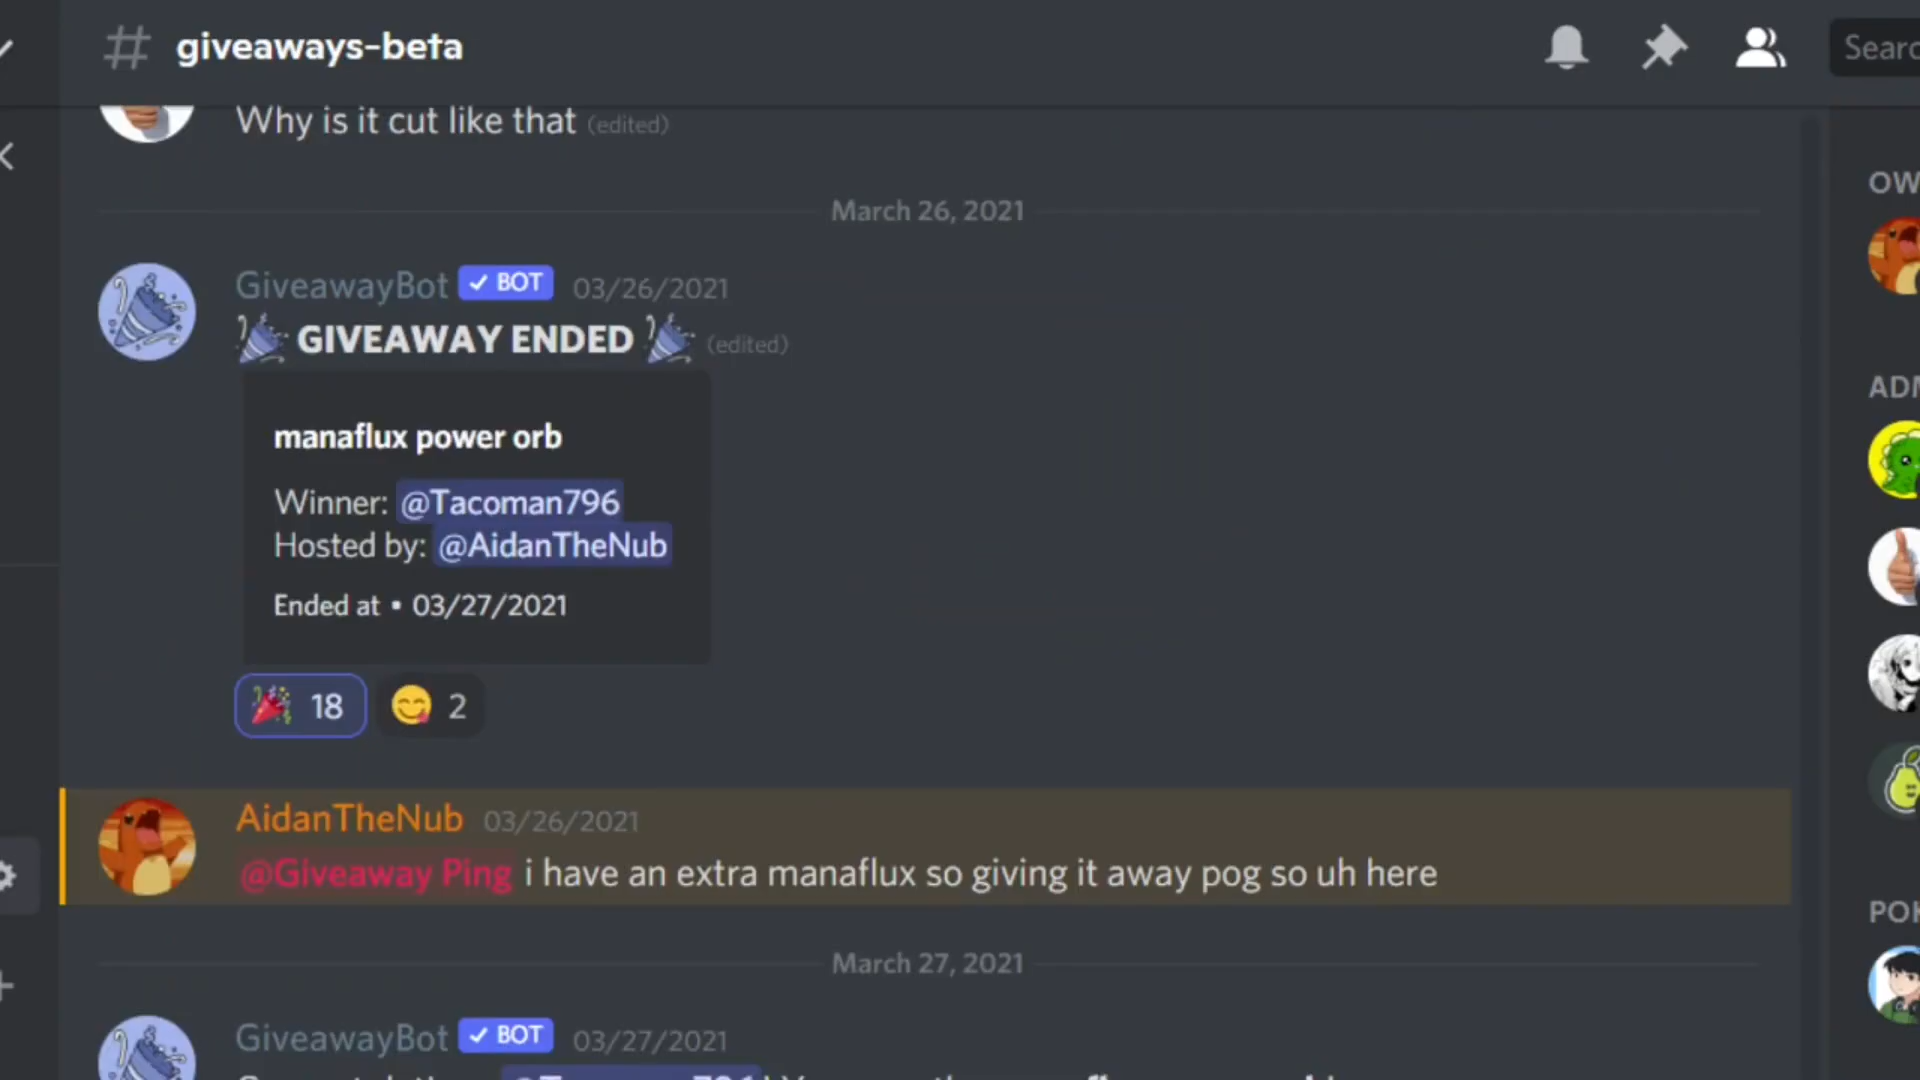 # giveaways-beta
Searc
Why is it cut like that (edited)
March 26, 2021
GiveawayBot ✓ BOT 03/26/2021
GIVEAWAY ENDED (edited)
manaflux power orb
Winner: @Tacoman796
Hosted by: @AidanTheNub
Ended at • 03/27/2021
18 2
AidanTheNub 03/26/2021
@Giveaway Ping i have an extra manaflux so giving it away pog so uh here
March 27, 2021
GiveawayBot ✓ BOT 03/27/2021
OW
ADM
POK